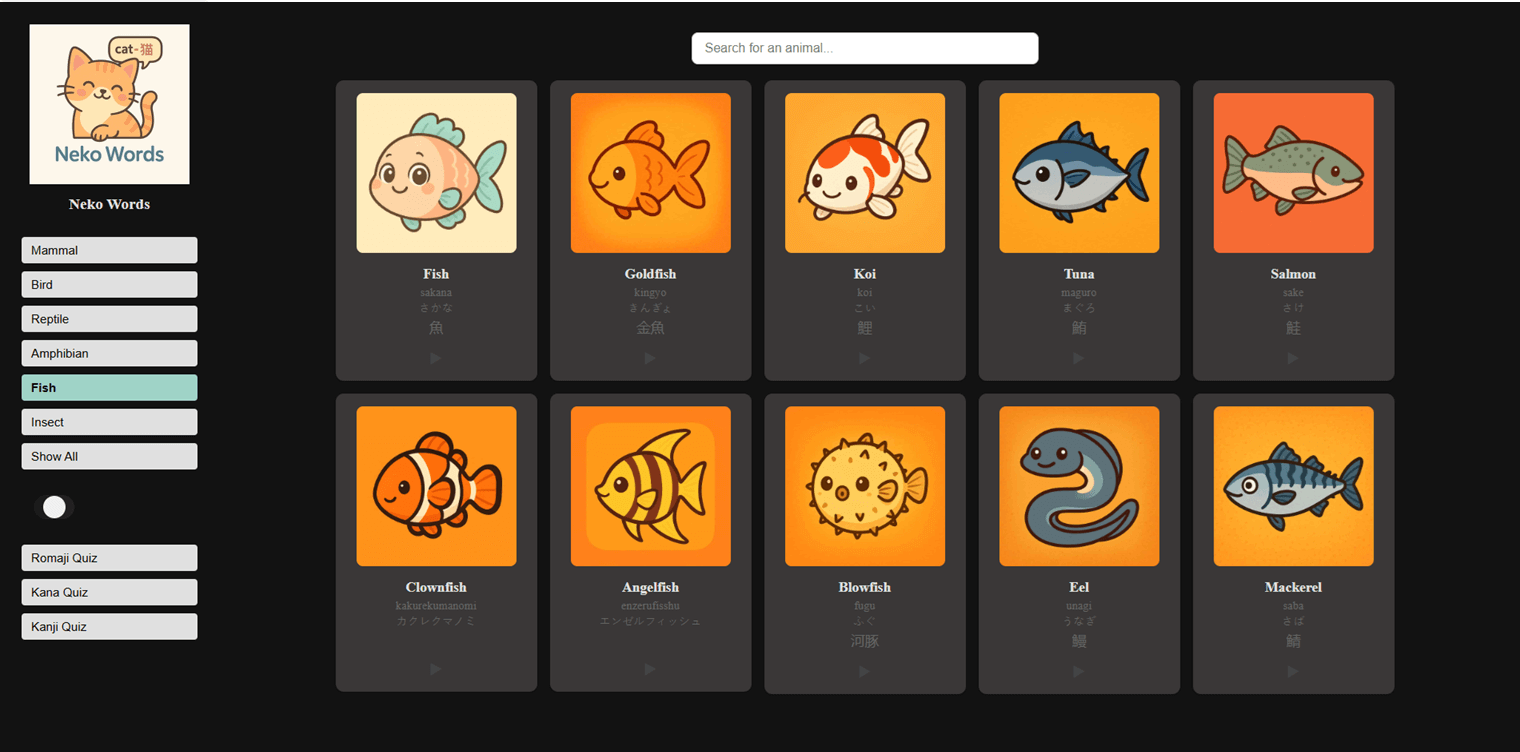 cat-猫
Neko Words
Neko Words
Mammal
Bird
Reptile
Amphibian
Fish
Insect
Show All
Romaji Quiz
Kana Quiz
Kanji Quiz
Search for an animal...
Fish
sakana
さかな
魚
Goldfish
kingyo
きんぎょ
金魚
Koi
koi
こい
鯉
Tuna
maguro
まぐろ
鮪
Salmon
sake
さけ
鮭
Clownfish
kakurekumanomi
カクレクマノミ
Angelfish
enzerufisshu
エンゼルフィッシュ
Blowfish
fugu
ふぐ
河豚
Eel
unagi
うなぎ
鰻
Mackerel
saba
さば
鯖